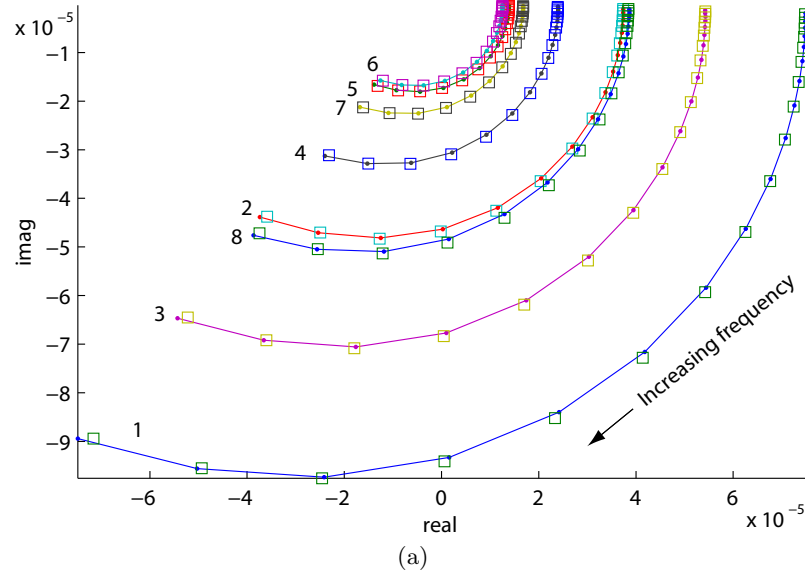 x 10⁻⁵
−1
−2
−3
−4
−5
−6
−7
−8
−9
imag
6
5
7
4
2
8
3
1
Increasing frequency
−6 −4 −2 0 2 4 6
real
x 10⁻⁵
(a)